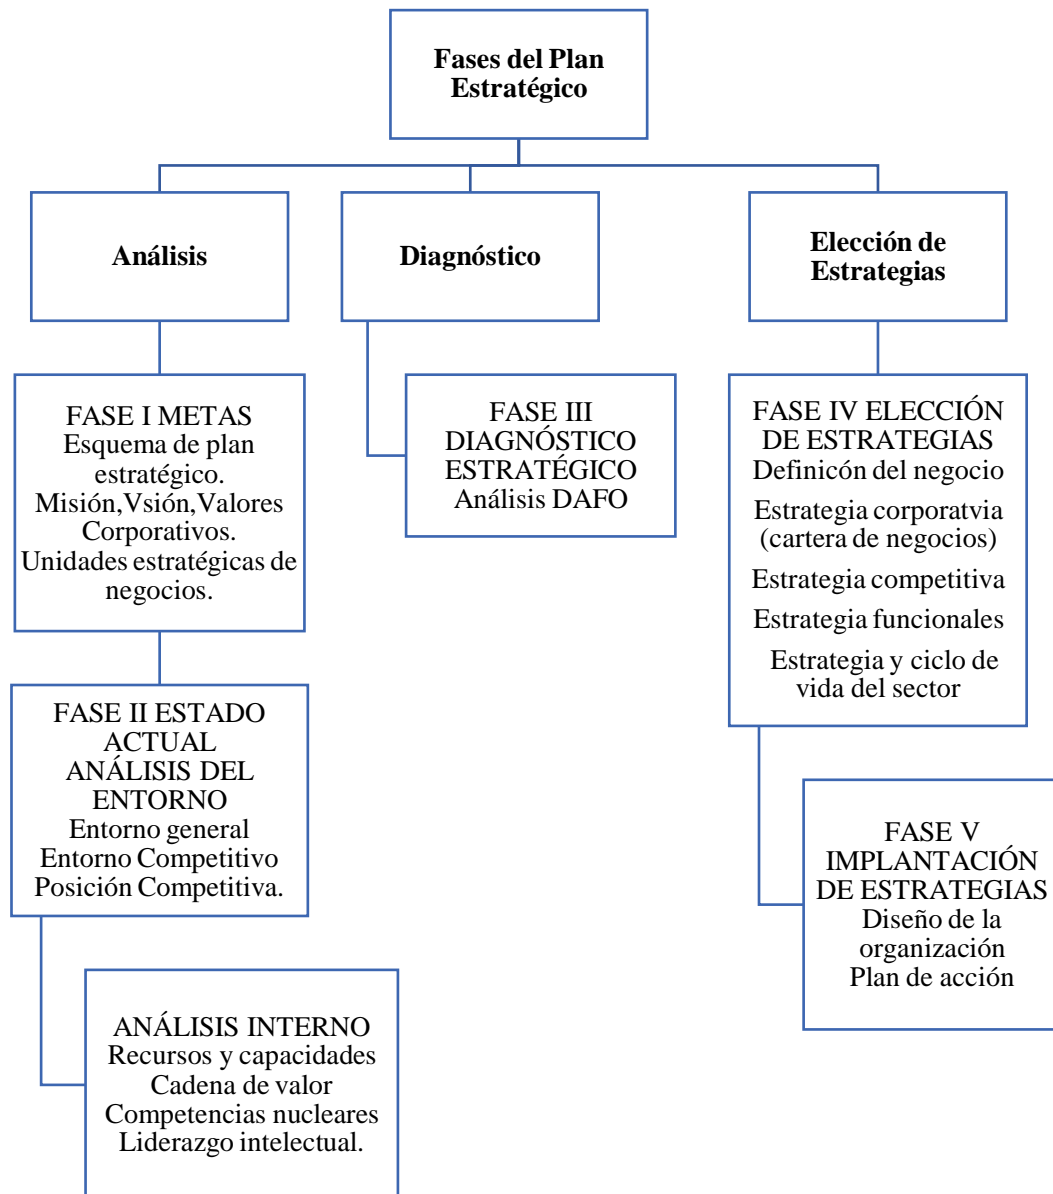 Fases del Plan
Estratégico
Análisis
Diagnóstico
Elección de
Estrategias
FASE I METAS
Esquema de plan
estratégico.
Misión,Vsión,Valores
Corporativos.
Unidades estratégicas de
negocios.
FASE II ESTADO
ACTUAL
ANÁLISIS DEL
ENTORNO
Entorno general
Entorno Competitivo
Posición Competitiva.
ANÁLISIS INTERNO
Recursos y capacidades
Cadena de valor
Competencias nucleares
Liderazgo intelectual.
FASE III
DIAGNÓSTICO
ESTRATÉGICO
Análisis DAFO
FASE IV ELECCIÓN
DE ESTRATEGIAS
Definicón del negocio
Estrategia corporatvia
(cartera de negocios)
Estrategia competitiva
Estrategia funcionales
Estrategia y ciclo de
vida del sector
FASE V
IMPLANTACIÓN
DE ESTRATEGIAS
Diseño de la
organización
Plan de acción